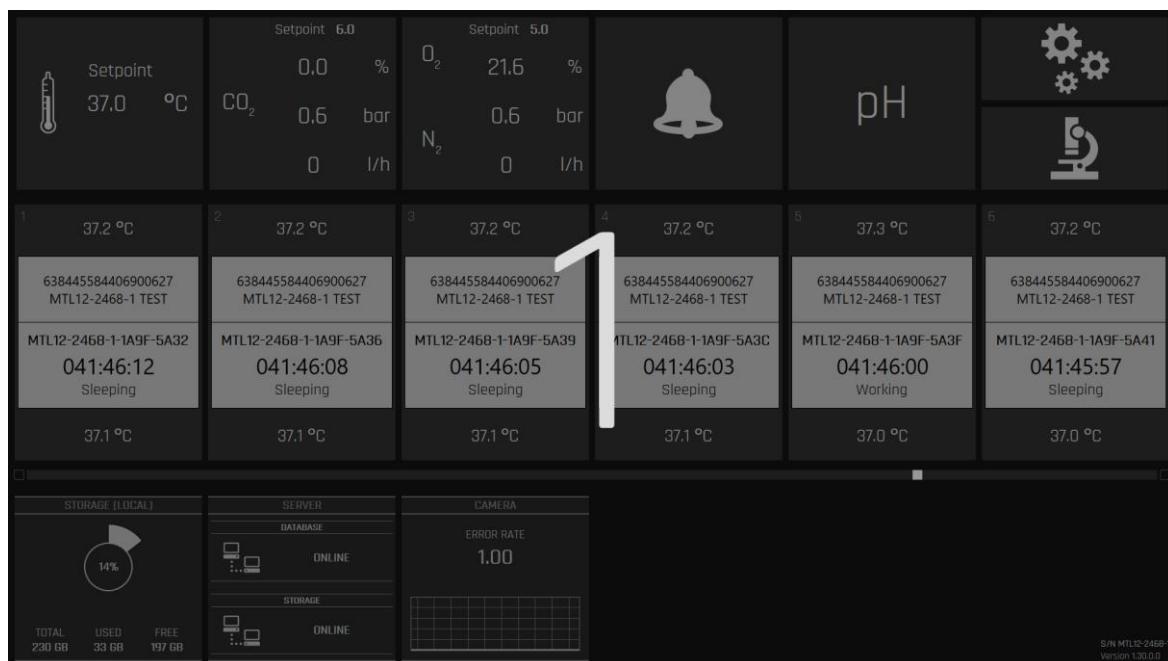 Setpoint
37.0 °C
Setpoint 6.0
0.0 %
CO₂
0.6 bar
0 l/h
Setpoint 5.0
O₂ 21.6 %
0.6 bar
N₂
0 l/h
pH
1
37.2 °C
638445584406900627
MTL12-2468-1 TEST
MTL12-2468-1-1A9F-5A32
041:46:12
Sleeping
37.1 °C
2
37.2 °C
638445584406900627
MTL12-2468-1 TEST
MTL12-2468-1-1A9F-5A36
041:46:08
Sleeping
37.1 °C
3
37.2 °C
638445584406900627
MTL12-2468-1 TEST
MTL12-2468-1-1A9F-5A39
041:46:05
Sleeping
37.1 °C
1
4
37.2 °C
638445584406900627
MTL12-2468-1 TEST
MTL12-2468-1-1A9F-5A3C
041:46:03
Sleeping
37.1 °C
5
37.3 °C
638445584406900627
MTL12-2468-1 TEST
MTL12-2468-1-1A9F-5A3F
041:46:00
Working
37.0 °C
6
37.2 °C
638445584406900627
MTL12-2468-1 TEST
MTL12-2468-1-1A9F-5A41
041:45:57
Sleeping
37.0 °C
STORAGE (LOCAL)
14%
TOTAL USED FREE
230 GB 33 GB 197 GB
SERVER
DATABASE
ONLINE
STORAGE
ONLINE
CAMERA
ERROR RATE
1.00
S/N MTL12-2468-
Version 1.30.0.0